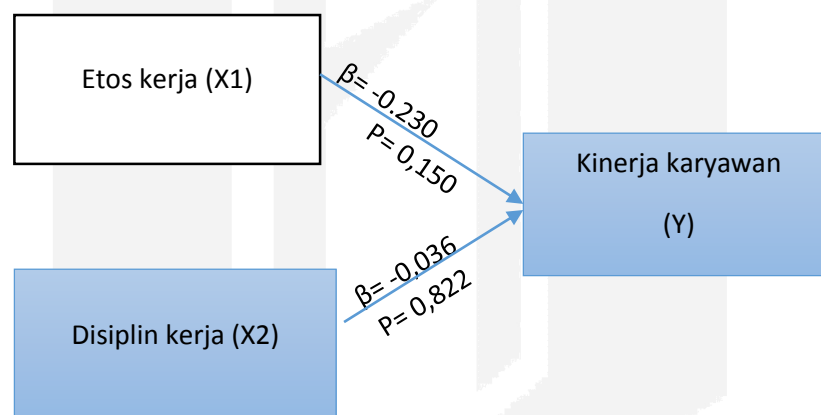 Etos kerja (X1)
β= -0.230
P= 0,150
Kinerja karyawan
(Y)
β= -0,036
P= 0,822
Disiplin kerja (X2)